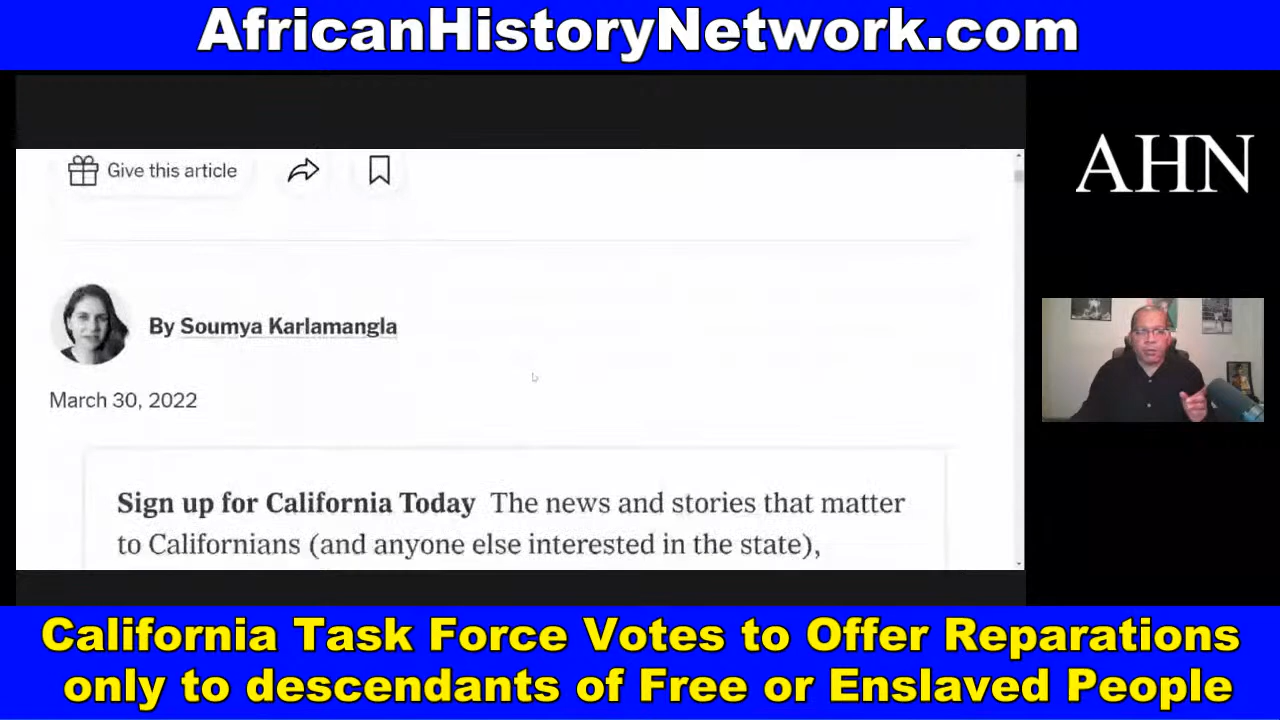 AfricanHistoryNetwork.com
Give this article
AHN
By Soumya Karlamangla
March 30, 2022
Sign up for California Today The news and stories that matter
to Californians (and anyone else interested in the state),
California Task Force Votes to Offer Reparations
only to descendants of Free or Enslaved People